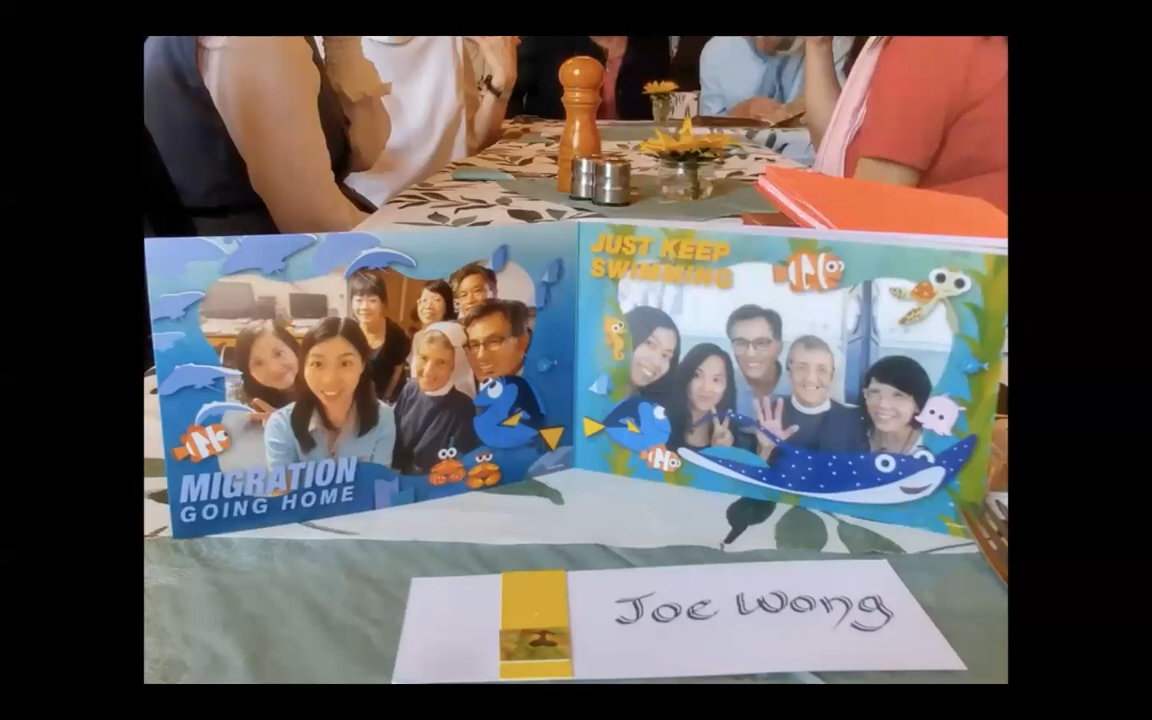 MIGRATION
GOING HOME
JUST KEEP
SWIMMING
Joe Wong